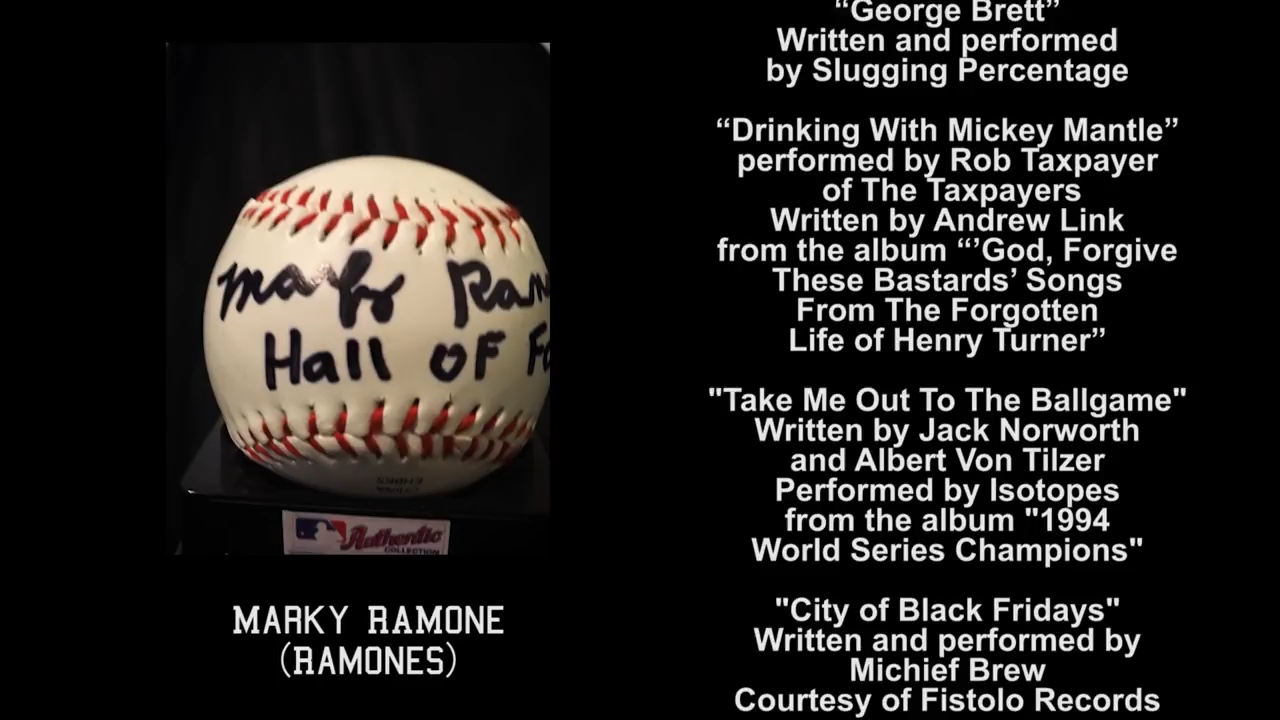 Marky Ram
Hall OF Fa
Authentic
COLLECTION
MARKY RAMONE
(RAMONES)
“George Brett”
Written and performed
by Slugging Percentage
“Drinking With Mickey Mantle”
performed by Rob Taxpayer
of The Taxpayers
Written by Andrew Link
from the album “’God, Forgive
These Bastards’ Songs
From The Forgotten
Life of Henry Turner”
"Take Me Out To The Ballgame"
Written by Jack Norworth
and Albert Von Tilzer
Performed by Isotopes
from the album "1994
World Series Champions"
"City of Black Fridays"
Written and performed by
Michief Brew
Courtesy of Fistolo Records